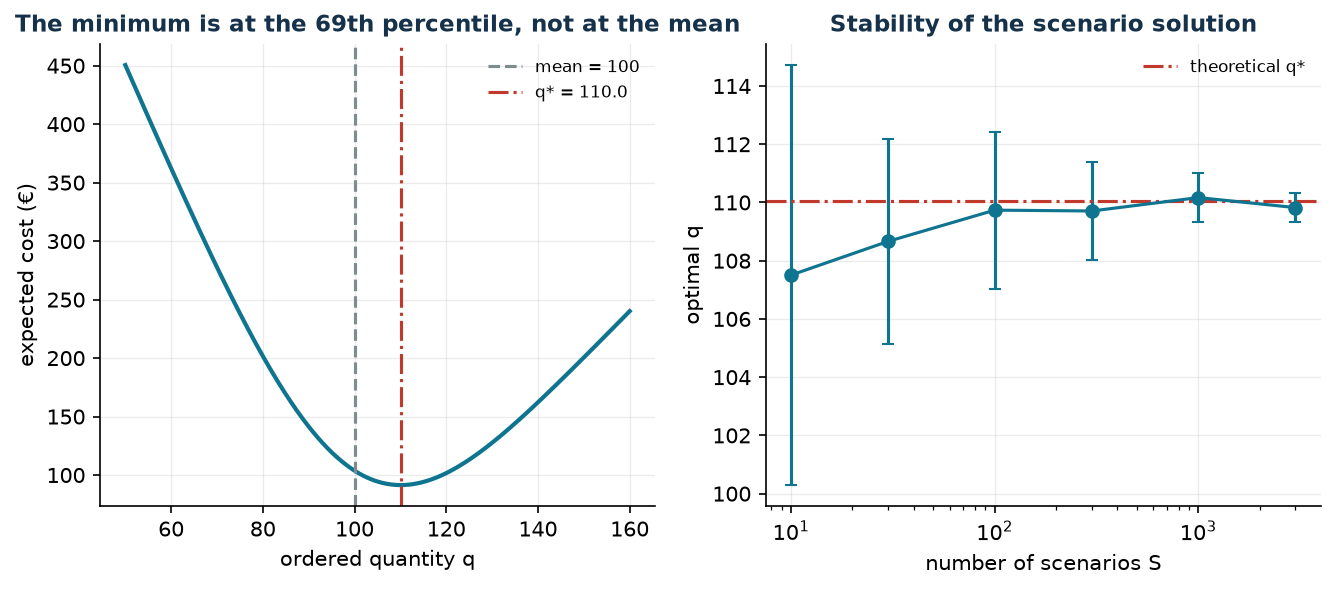 The minimum is at the 69th percentile, not at the mean
mean = 100
q* = 110.0
450
400
350
300
250
200
150
100
expected cost (€)
60 80 100 120 140 160
ordered quantity q
Stability of the scenario solution
theoretical q*
114
112
110
108
106
104
102
100
optimal q
10¹ 10² 10³
number of scenarios S